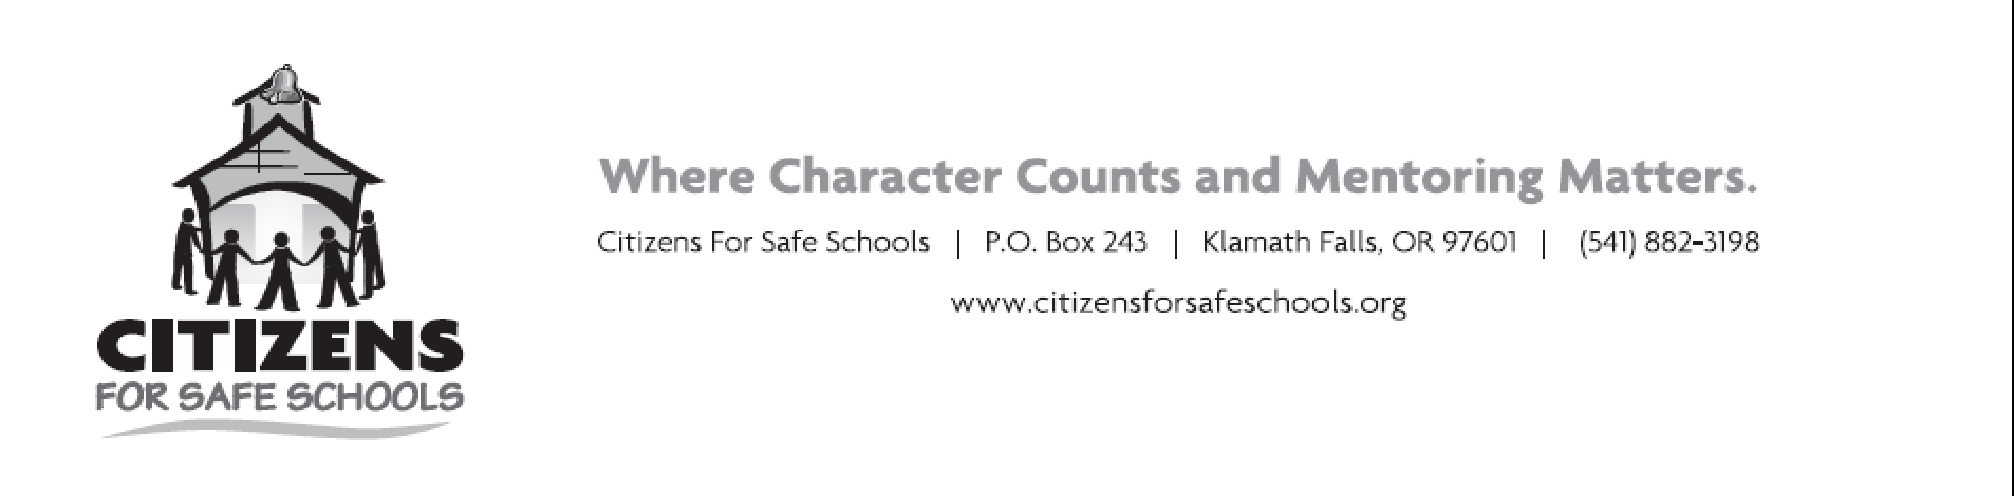 CITIZENS
FOR SAFE SCHOOLS
Where Character Counts and Mentoring Matters.
Citizens For Safe Schools | P.O. Box 243 | Klamath Falls, OR 97601 | (541) 882-3198
www.citizensforsafeschools.org